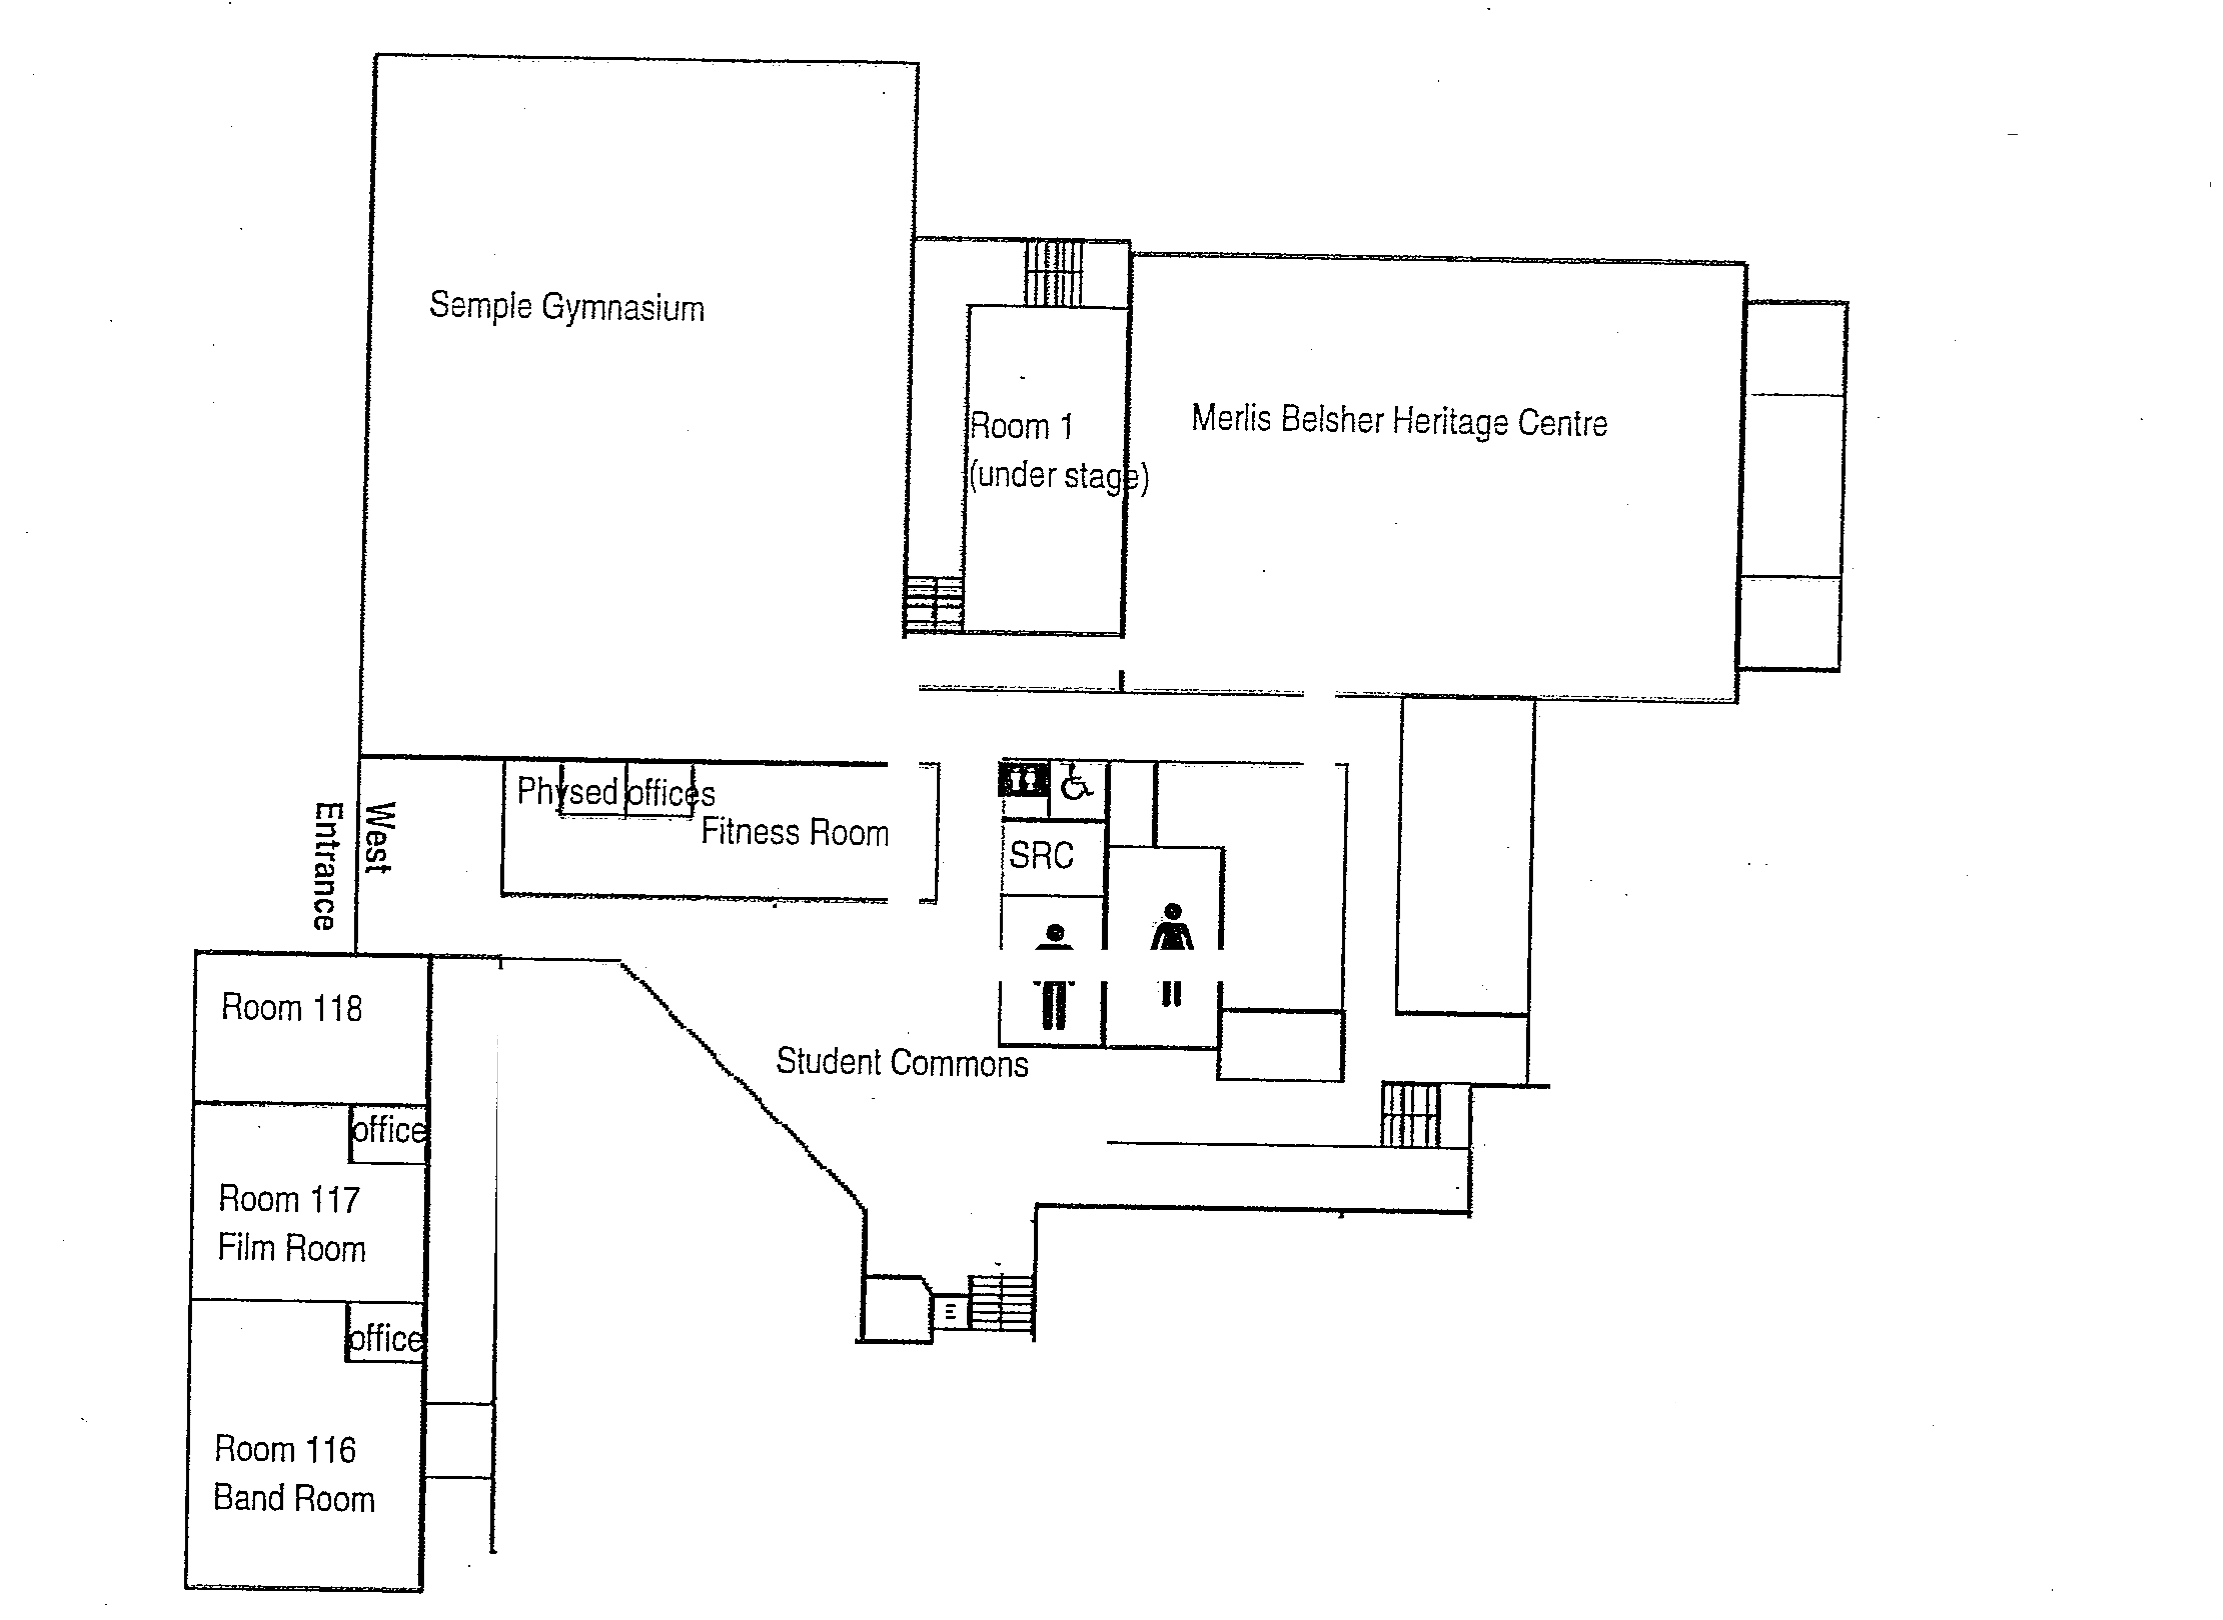 Semple Gymnasium
Room 1
(under stage)
Merlis Belsher Heritage Centre
Physed offices
Fitness Room
West
Entrance
SRC
Room 118
office
Room 117
Film Room
Student Commons
office
Room 116
Band Room
E